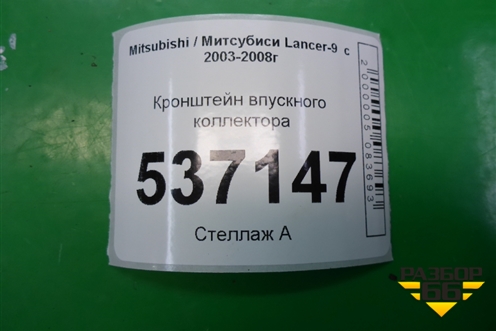 Mitsubishi / Митсубиси Lancer-9 с
2003-2008г
Кронштейн впускного
коллектора
537147
Стеллаж А
2000005083693
РАЗБОР
66